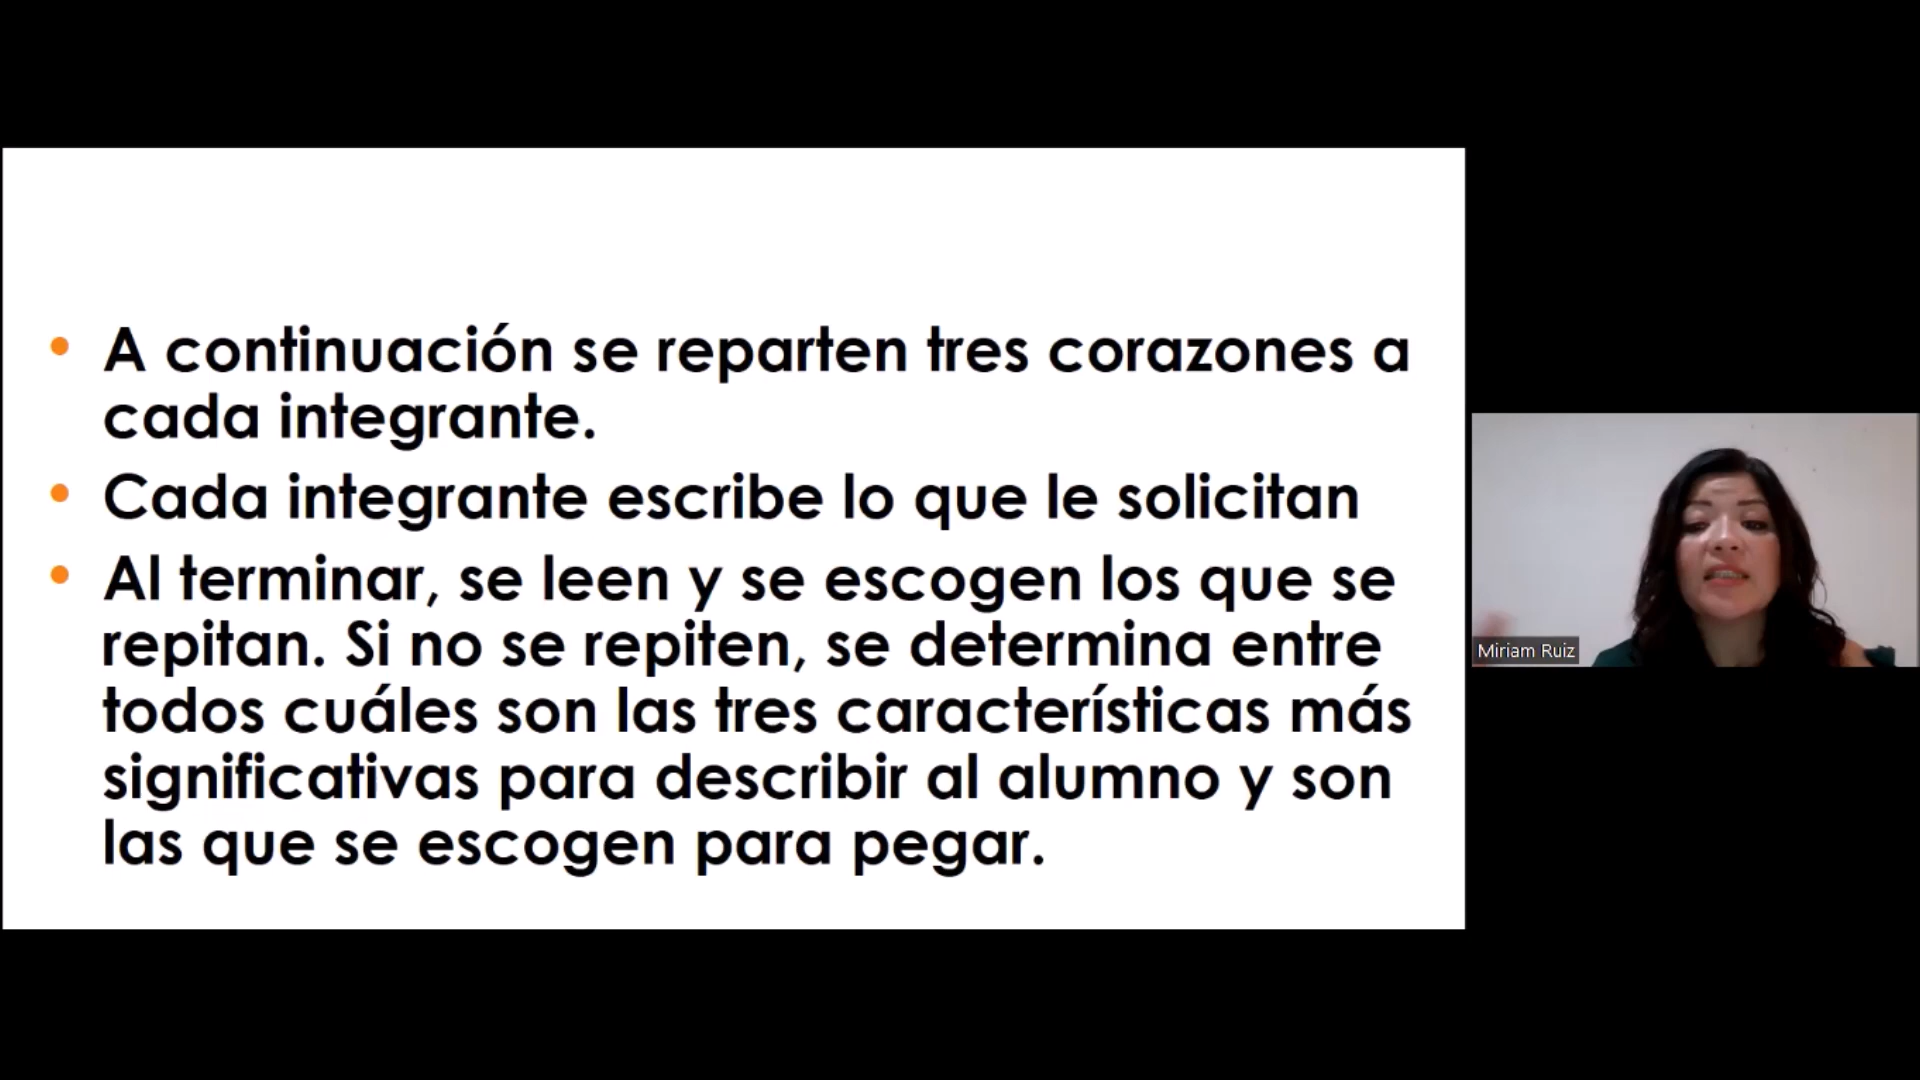 • A continuación se reparten tres corazones a
cada integrante.
• Cada integrante escribe lo que le solicitan
• Al terminar, se leen y se escogen los que se
repitan. Si no se repiten, se determina entre
todos cuáles son las tres características más
significativas para describir al alumno y son
las que se escogen para pegar.
Miriam Ruiz